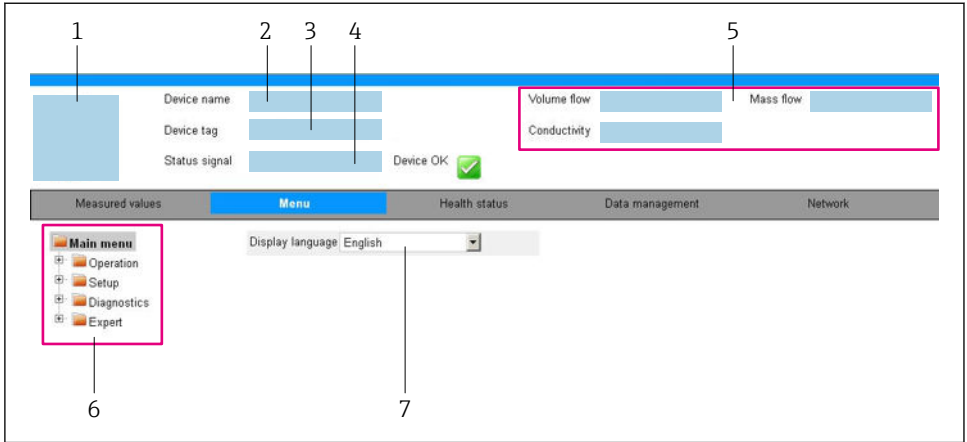 1 2 3 4 5
Device name Volume flow Mass flow
Device tag Conductivity
Status signal Device OK
Measured values Menu Health status Data management Network
Main menu Display language English
Operation
Setup
Diagnostics
Expert
6 7